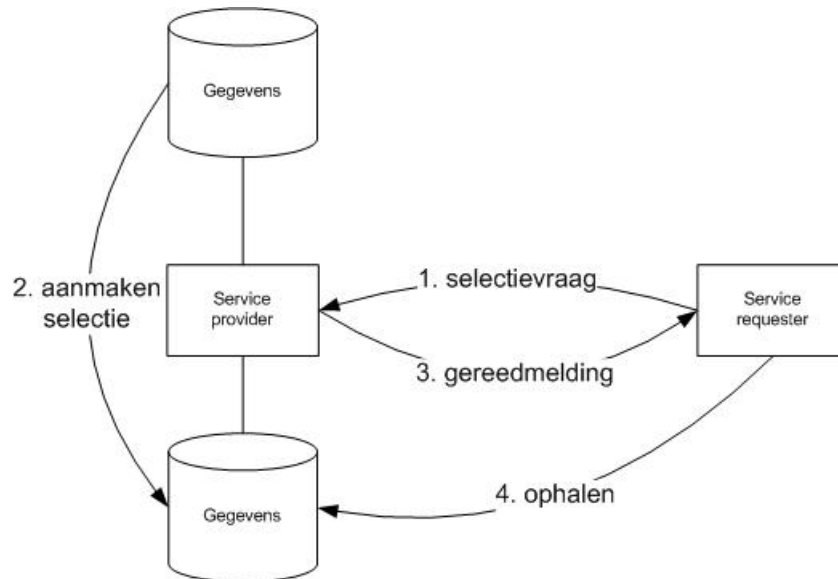 Gegevens
2. aanmaken
selectie
Service
provider
1. selectievraag
3. gereedmelding
Service
requester
4. ophalen
Gegevens